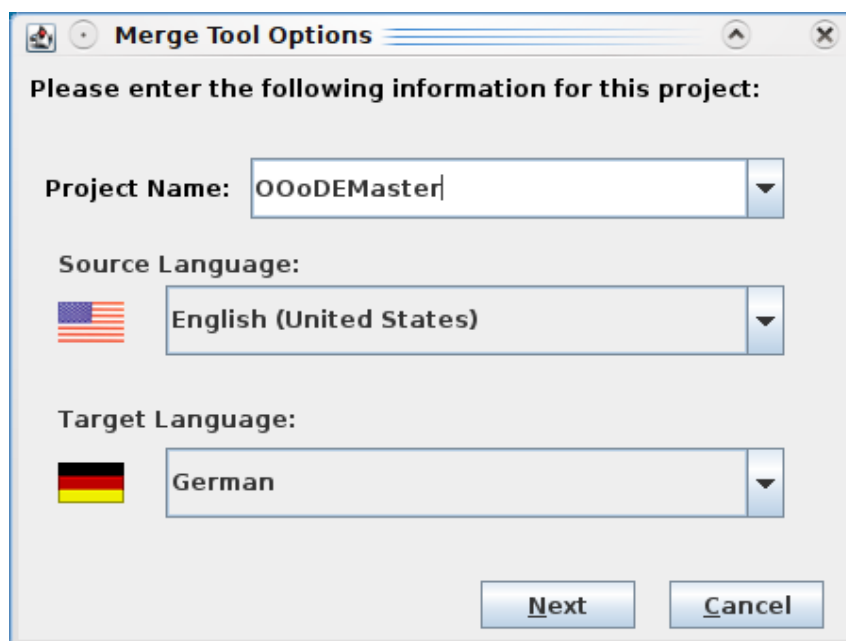 Merge Tool Options
Please enter the following information for this project:
Project Name: OOoDEMaster
Source Language:
English (United States)
Target Language:
German
Next Cancel